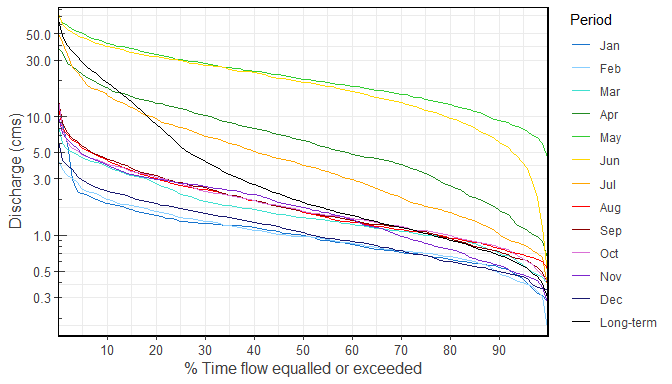 Period
50.0
30.0
10.0
5.0
3.0
1.0
0.5
0.3
Discharge (cms)
10 20 30 40 50 60 70 80 90
% Time flow equalled or exceeded
Jan
Feb
Mar
Apr
May
Jun
Jul
Aug
Sep
Oct
Nov
Dec
Long-term